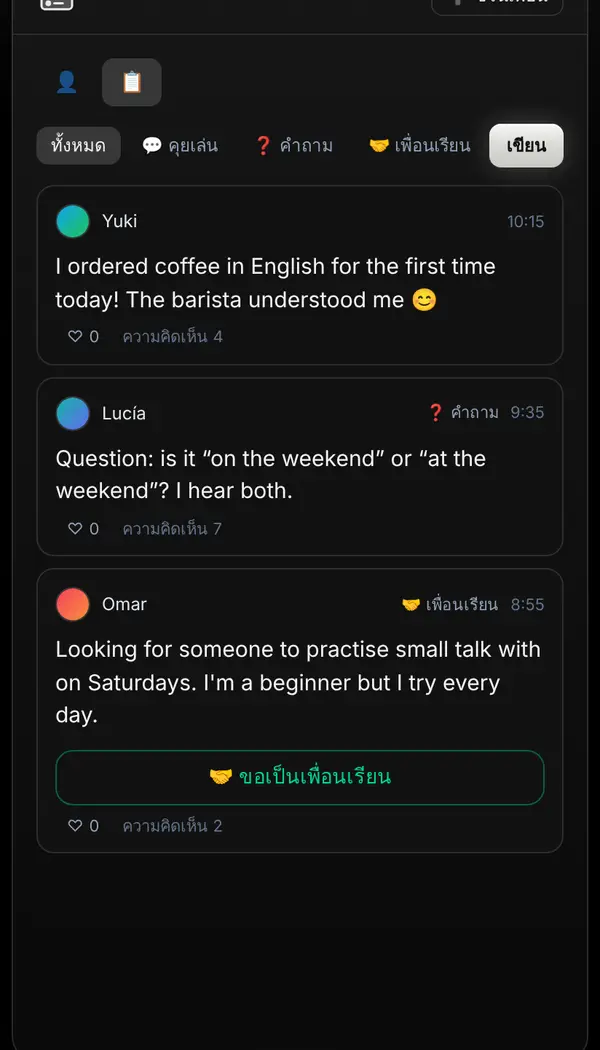 ทั้งหมด 💬 คุยเล่น ❓ คำถาม 🤝 เพื่อนเรียน เขียน
Yuki 10:15
I ordered coffee in English for the first time
today! The barista understood me 😊
♡ 0 ความคิดเห็น 4
Lucía ❓ คำถาม 9:35
Question: is it “on the weekend” or “at the
weekend”? I hear both.
♡ 0 ความคิดเห็น 7
Omar 🤝 เพื่อนเรียน 8:55
Looking for someone to practise small talk with
on Saturdays. I'm a beginner but I try every
day.
🤝 ขอเป็นเพื่อนเรียน
♡ 0 ความคิดเห็น 2